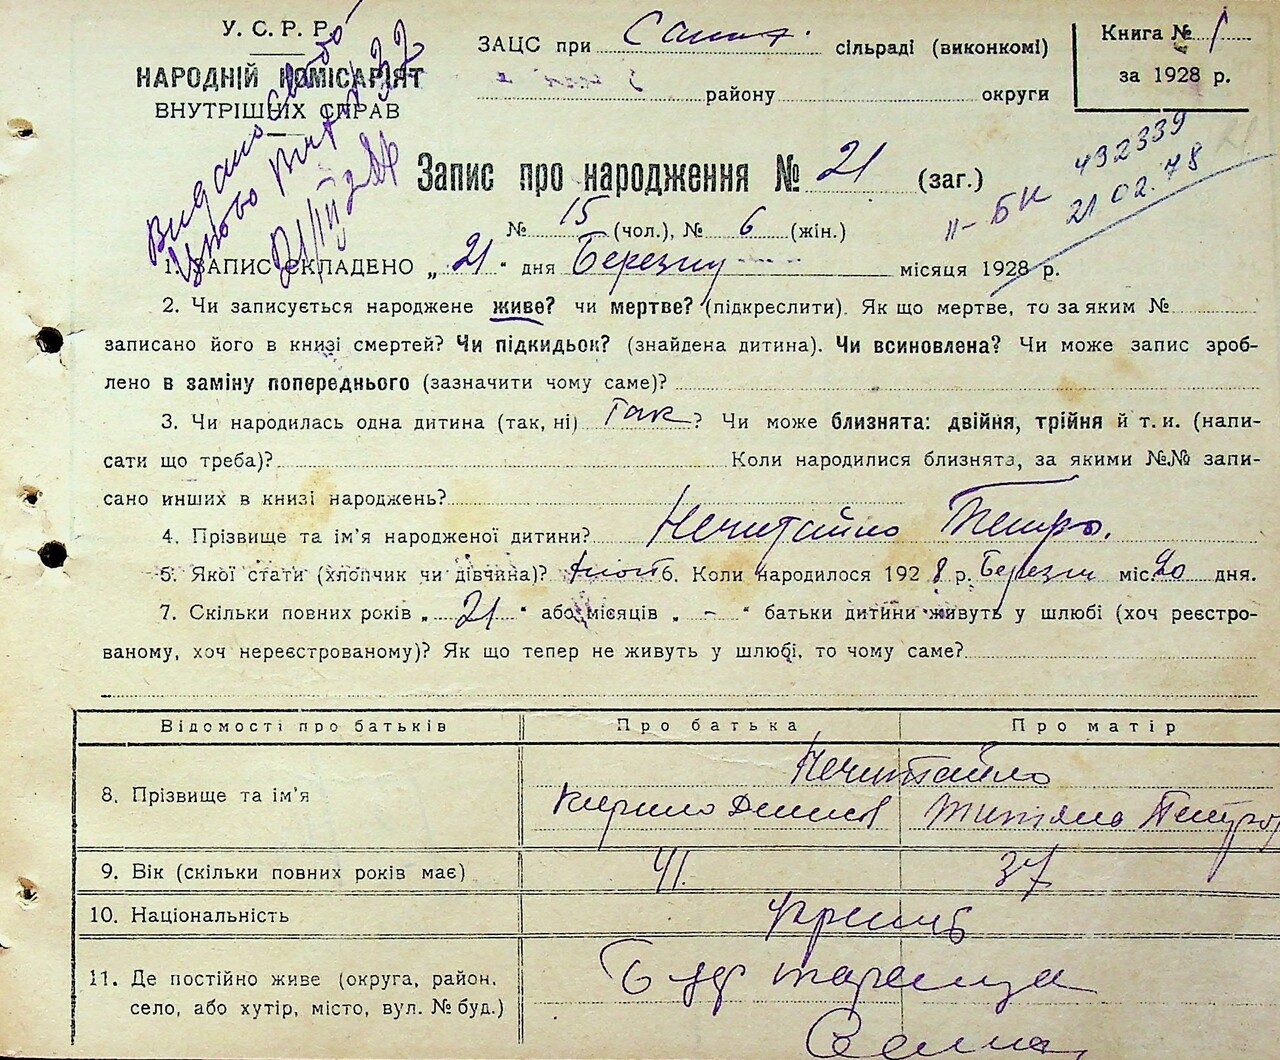 У. С. Р. Р.
НАРОДНІЙ КОМІСАРІЯТ
ВНУТРІШНІХ СПРАВ
ЗАЦС при сільраді (виконкомі)
району округи
Книга № 1
за 1928 р.
Запис про народження № 21 (заг.)
№ 15 (чол.), № 6 (жін.)
II-БК 492339
21.02.78
1. ЗАПИС СКЛАДЕНО „21“ дня Березня місяця 1928 р.
2. Чи записується народжене живе? чи мертве? (підкреслити). Як що мертве, то за яким №
записано його в книзі смертей? Чи підкидьок? (знайдена дитина). Чи всиновлена? Чи може запис зроб-
лено в заміну попереднього (зазначити чому саме)?
3. Чи народилась одна дитина (так, ні) так? Чи може близнята: двійня, трійня й т. и. (напи-
сати що треба)? Коли народилися близнята, за якими №№ запи-
сано инших в книзі народжень?
4. Прізвище та ім'я народженої дитини? Нечитайло Петро.
5. Якої стати (хлопчик чи дівчина)? 6. Коли народилося 1928 р. Березня міс. 20 дня.
7. Скільки повних років „21“ або місяців „-“ батьки дитини живуть у шлюбі (хоч реєстро-
ваному, хоч нереєстрованому)? Як що тепер не живуть у шлюбі, то чому саме?
Відомості про батьків Про батька Про матір
Нечитайло
8. Прізвище та ім'я Кирило Денисов
9. Вік (скільки повних років має) 41. 37
10. Національність
11. Де постійно живе (округа, район,
село, або хутір, місто, вул. № буд.)